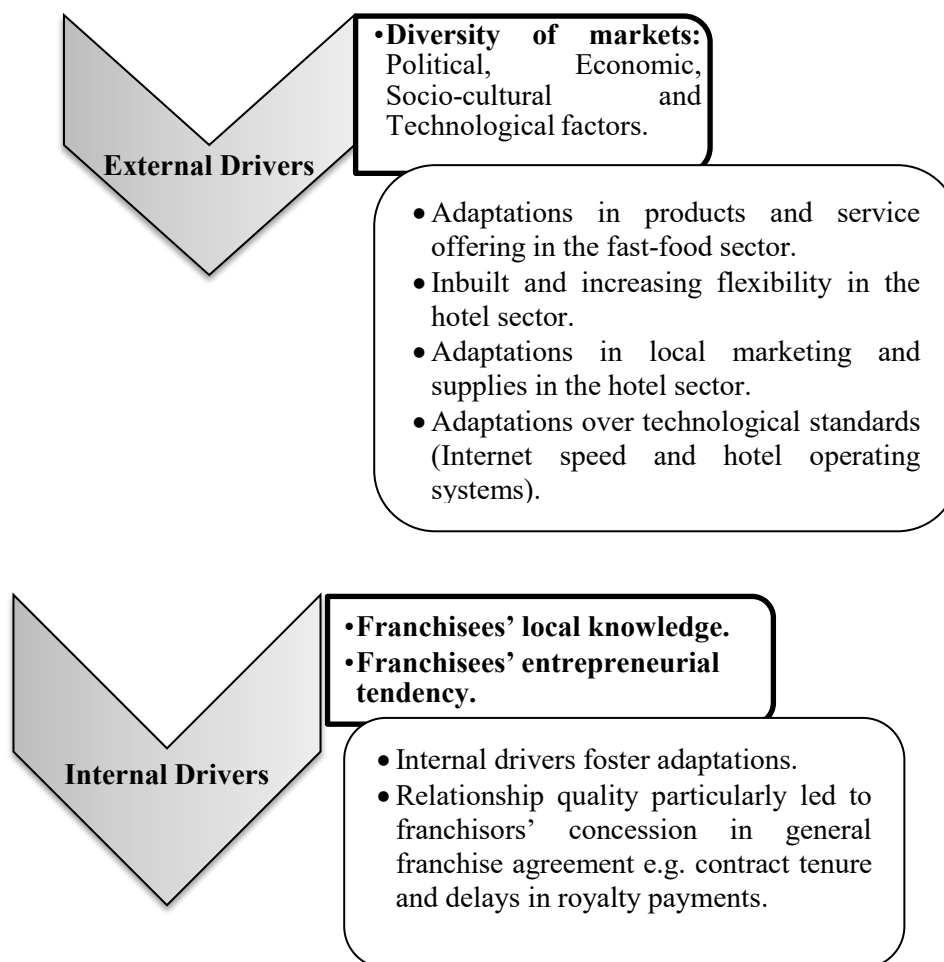 •Diversity of markets:
Political, Economic,
Socio-cultural and
Technological factors.
External Drivers
• Adaptations in products and service
offering in the fast-food sector.
• Inbuilt and increasing flexibility in the
hotel sector.
• Adaptations in local marketing and
supplies in the hotel sector.
• Adaptations over technological standards
(Internet speed and hotel operating
systems).
•Franchisees’ local knowledge.
•Franchisees’ entrepreneurial
tendency.
Internal Drivers
• Internal drivers foster adaptations.
• Relationship quality particularly led to
franchisors’ concession in general
franchise agreement e.g. contract tenure
and delays in royalty payments.